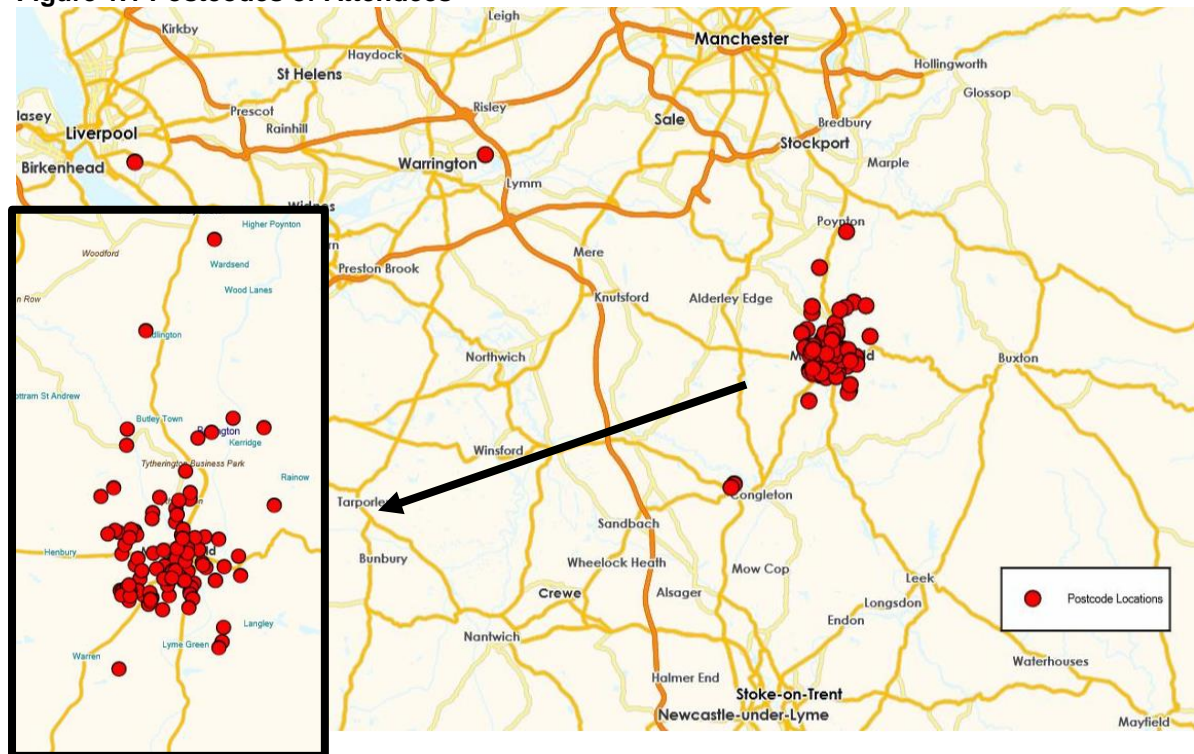 Kirkby
Leigh
Manchester
Haydock
Hollingworth
St Helens
Glossop
Prescot
Risley
Sale
Bredbury
Rainhill
Liverpool
Stockport
Birkenhead
Warrington
Marple
Lymm
Poynton
Mere
Preston Brook
Knutsford
Alderley Edge
Northwich
Buxton
Winsford
Congleton
Sandbach
Bunbury
Wheelock Heath
Mow Cop
Leek
Crewe
Alsager
Longsdon
Endon
Nantwich
Waterhouses
Halmer End
Stoke-on-Trent
Newcastle-under-Lyme
Mayfield
Postcode Locations
Higher Poynton
Woodford
Wardsend
Wood Lanes
Butley Town
Kerridge
Tytherington Business Park
Rainow
Henbury
Langley
Lyme Green
Warren